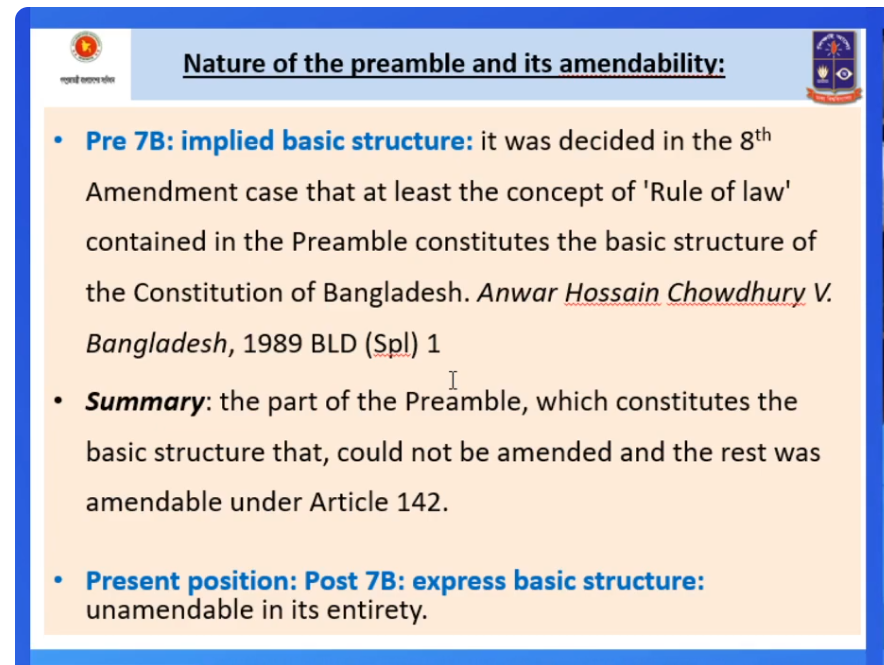 Nature of the preamble and its amendability:
• Pre 7B: implied basic structure: it was decided in the 8th
Amendment case that at least the concept of 'Rule of law'
contained in the Preamble constitutes the basic structure of
the Constitution of Bangladesh. Anwar Hossain Chowdhury V.
Bangladesh, 1989 BLD (Spl) 1
• Summary: the part of the Preamble, which constitutes the
basic structure that, could not be amended and the rest was
amendable under Article 142.
• Present position: Post 7B: express basic structure:
unamendable in its entirety.